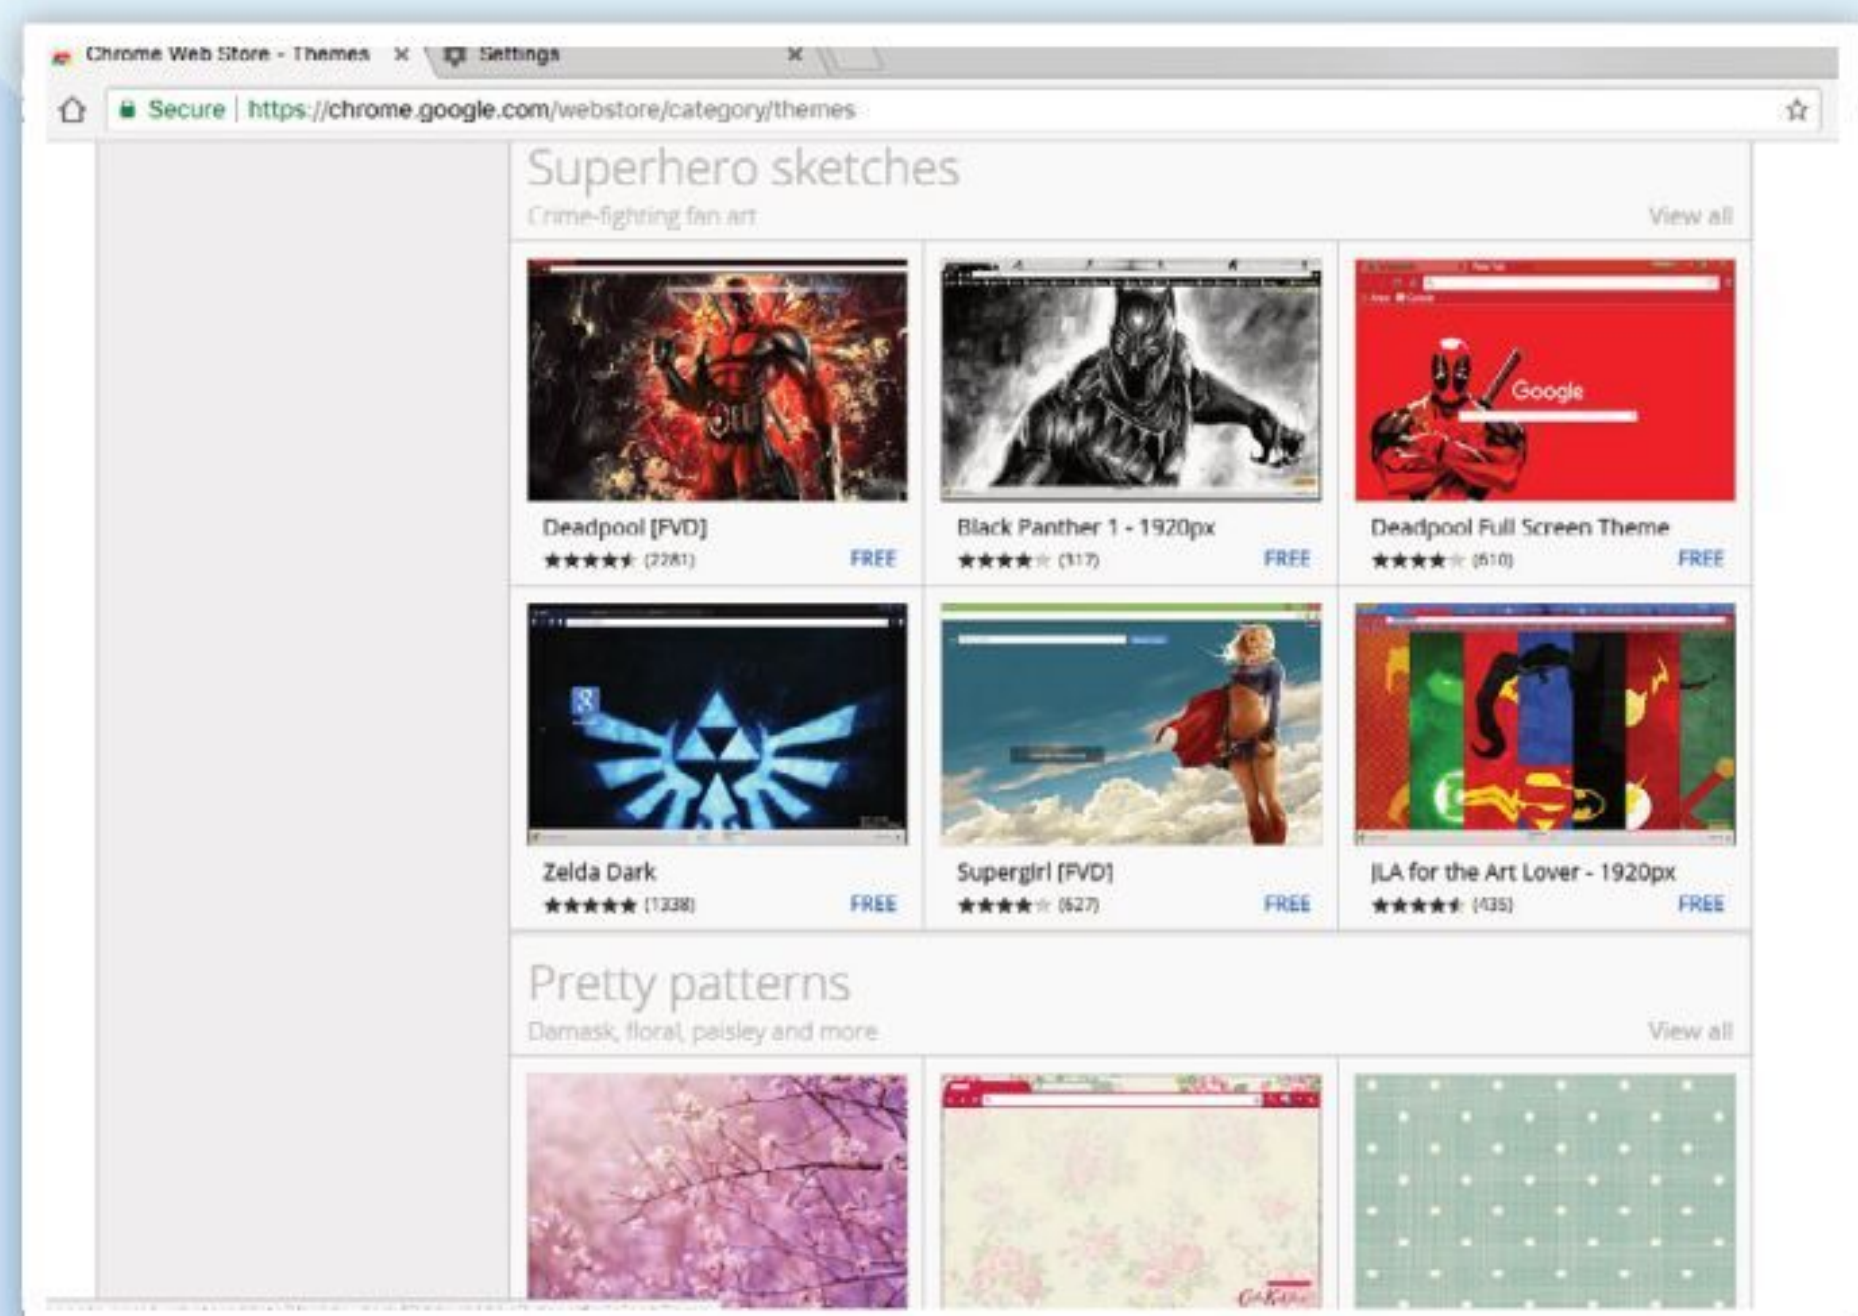 Chrome Web Store - Themes
Settings
Secure https://chrome.google.com/webstore/category/themes
Superhero sketches
Crime-fighting fan art
View all
Google
Deadpool [FVD]
(2281)
FREE
Black Panther 1 - 1920px
(317)
FREE
Deadpool Full Screen Theme
(610)
FREE
Zelda Dark
(1338)
FREE
Supergirl [FVD]
(627)
FREE
JLA for the Art Lover - 1920px
(435)
FREE
Pretty patterns
Damask, floral, paisley and more
View all